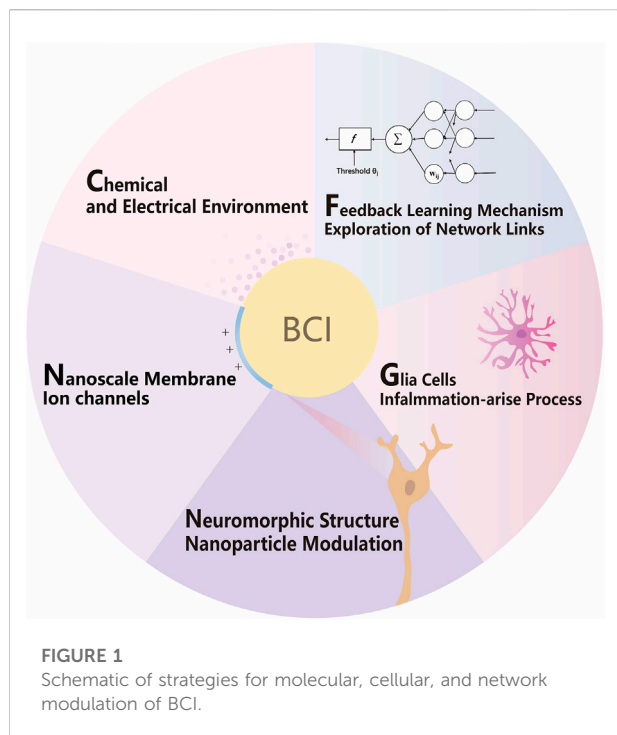 f
Σ
Threshold θj
wij
Chemical
and Electrical Environment
Feedback Learning Mechanism
Exploration of Network Links
BCI
+
+
+
Nanoscale Membrane
Ion channels
Glia Cells
Infalmmation-arise Process
Neuromorphic Structure
Nanoparticle Modulation
FIGURE 1
Schematic of strategies for molecular, cellular, and network
modulation of BCI.